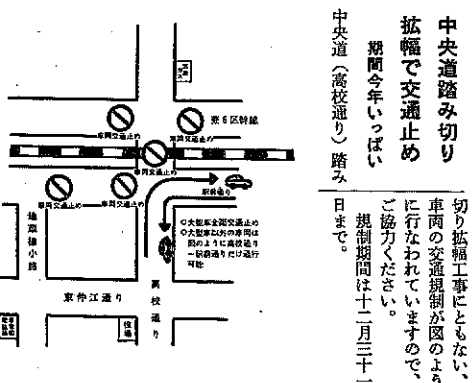 中央道踏み切り
拡幅で交通止め
期間今年いっぱい
中央道(高校通り)踏み
切り拡幅工事にともない、
車両の交通規制が図のよう
に行なわれていますので、
ご協力ください。
規制期間は十二月三十一
日まで。
東6区幹線
車両交通止め
車両交通止め
車両交通止め
車両交通止め
車両交通止め
駅前通り
○大型車全面交通止め
○大型車以外の車両は
図のように高校通り
―駅前通りだけ通行
可能
東仲江通り
高校通り
役場